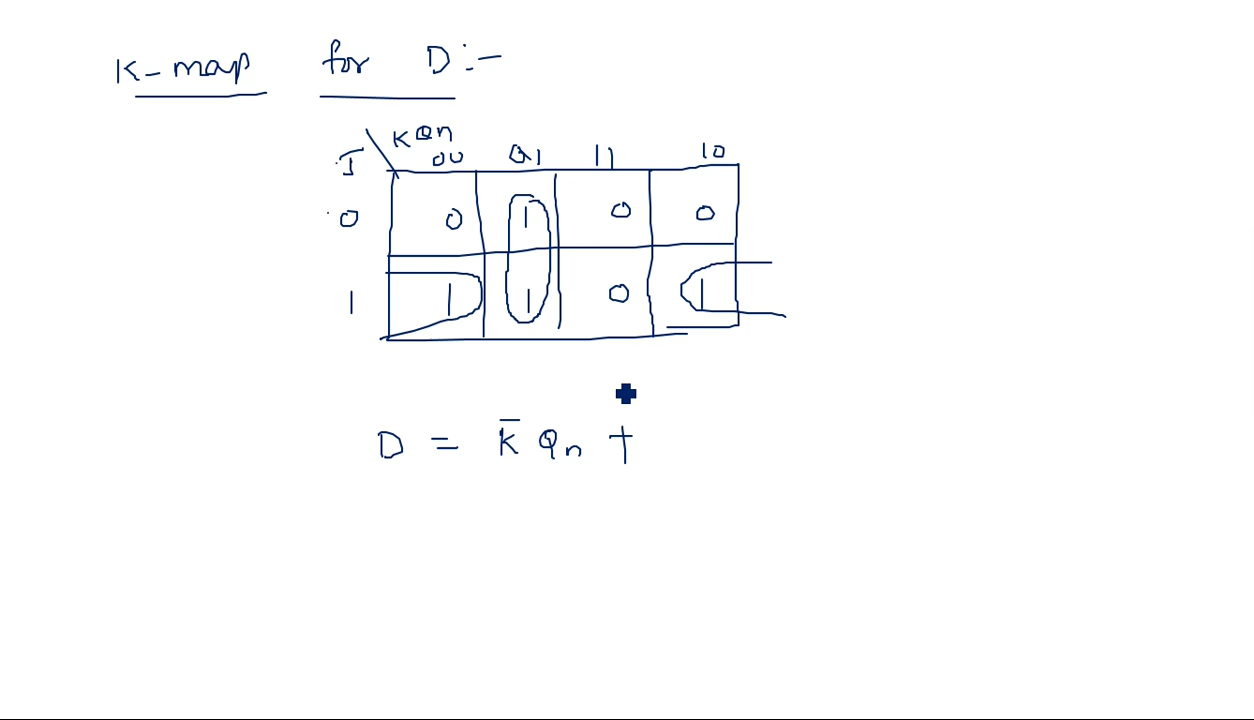 K-map for D:-
J \ KQn
00 01 11 10
0 0 1 0 0
1 1 1 0 1
D = K̅ Qn +